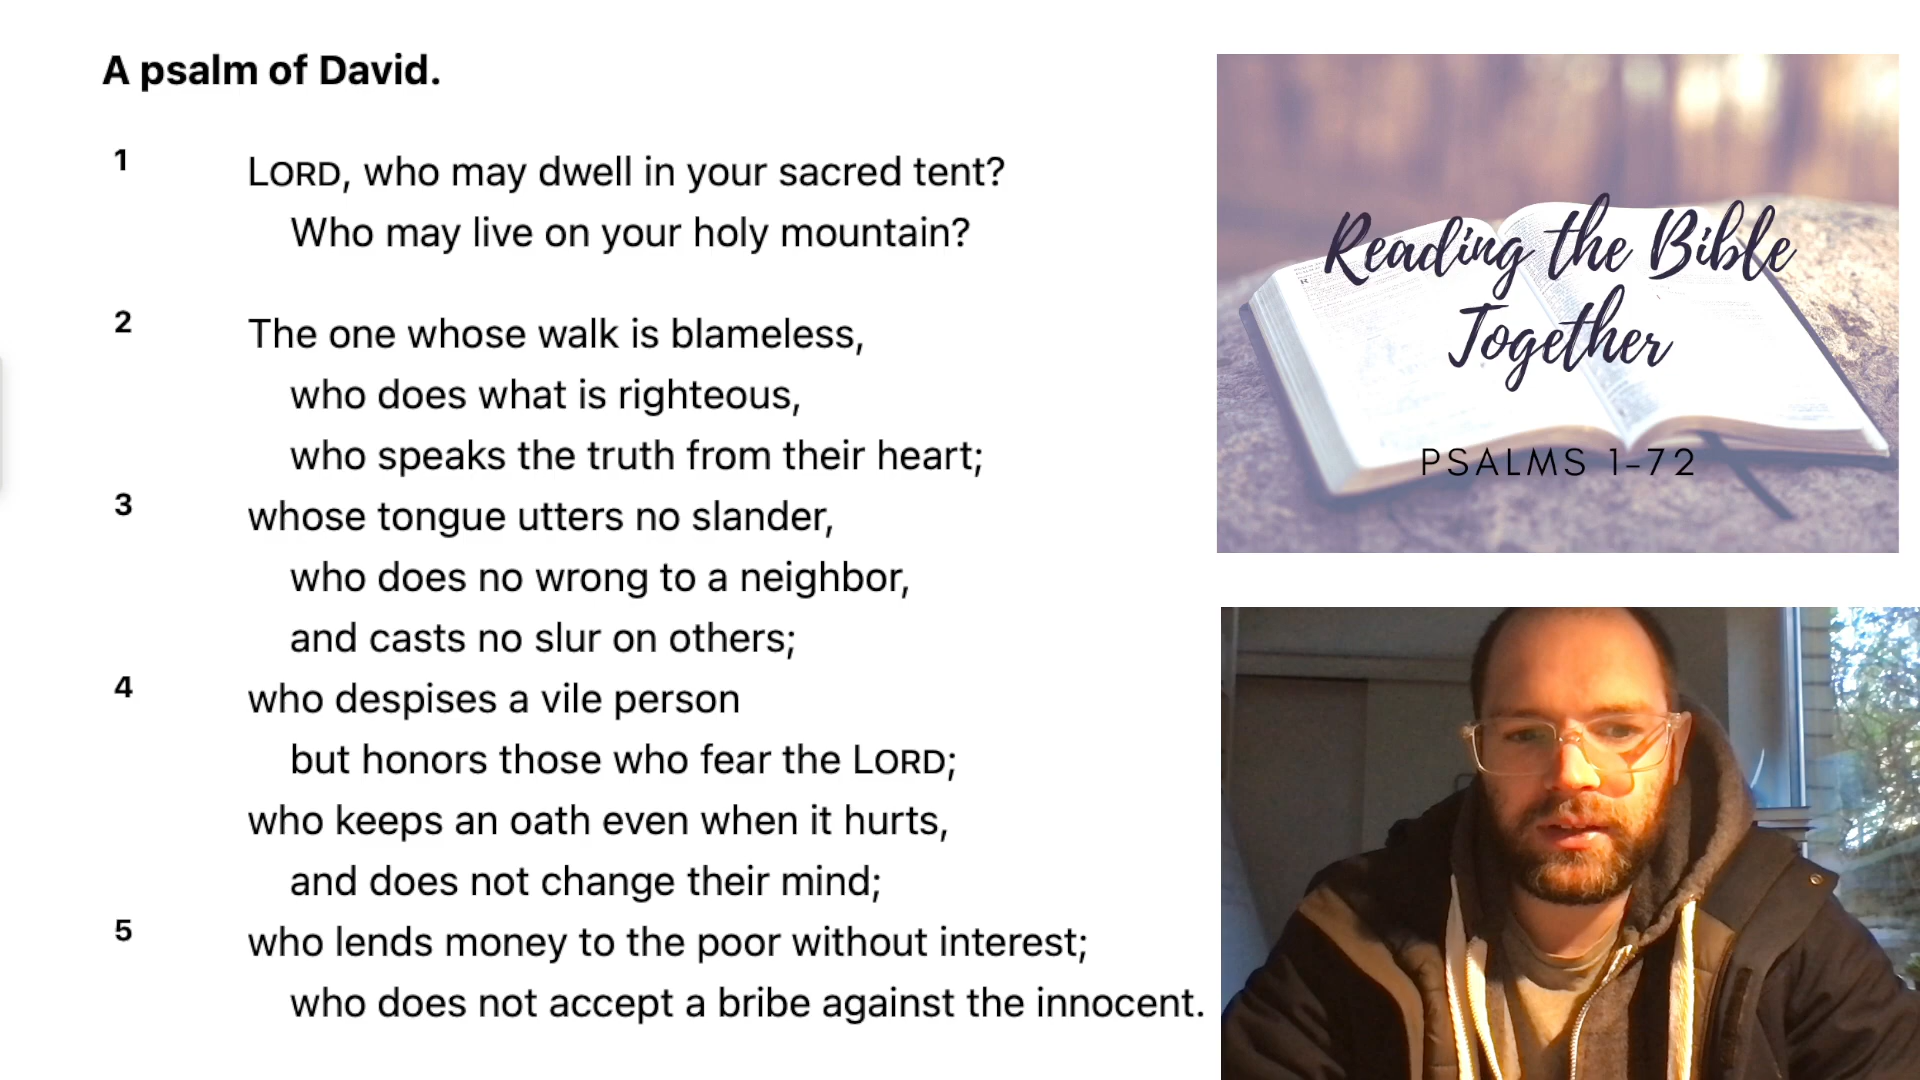 A psalm of David.
1 LORD, who may dwell in your sacred tent?
Who may live on your holy mountain?
2 The one whose walk is blameless,
who does what is righteous,
who speaks the truth from their heart;
3 whose tongue utters no slander,
who does no wrong to a neighbor,
and casts no slur on others;
4 who despises a vile person
but honors those who fear the LORD;
who keeps an oath even when it hurts,
and does not change their mind;
5 who lends money to the poor without interest;
who does not accept a bribe against the innocent.
Reading the Bible
Together
PSALMS 1-72